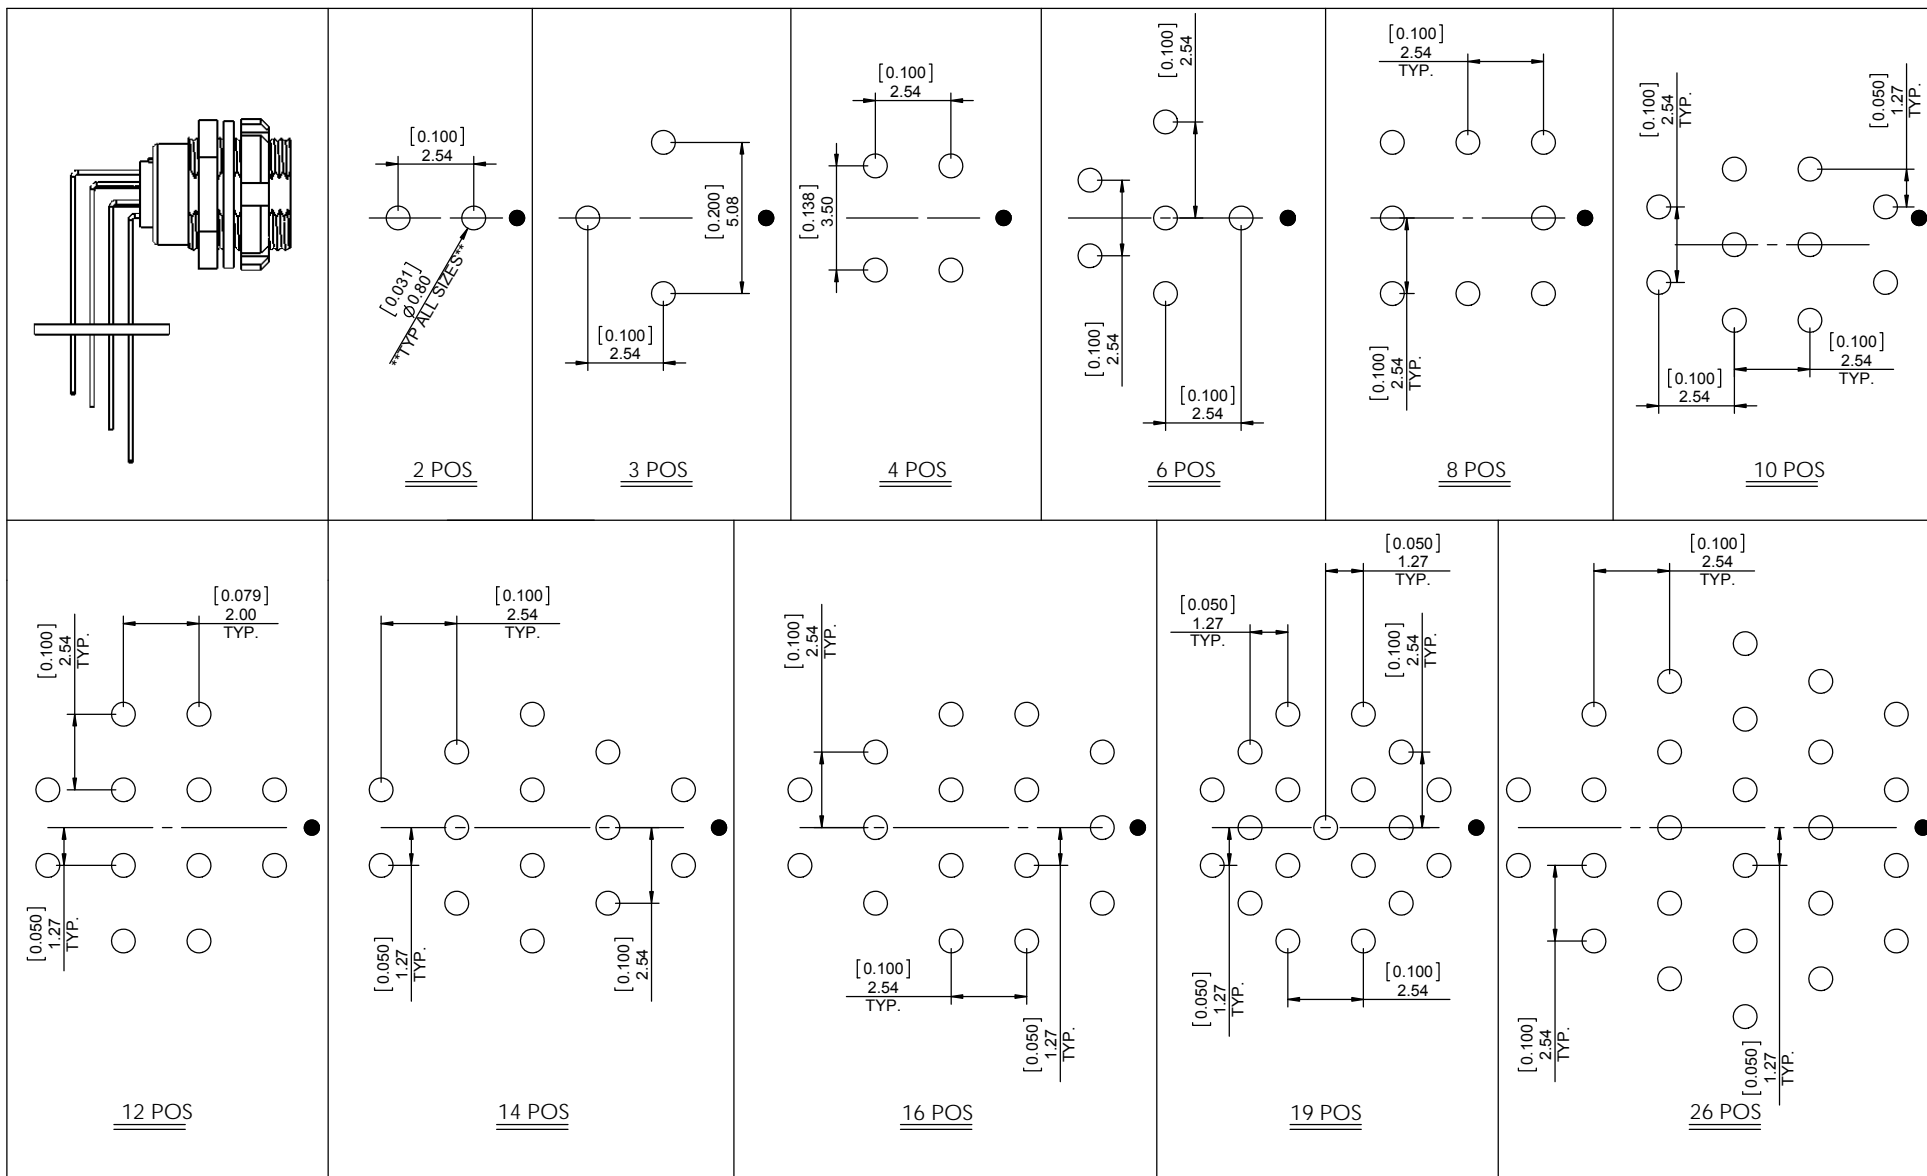 [0.100]
2.54
[0.031]
Ø0.80
**TYP ALL SIZES**
2 POS
[0.200]
5.08
[0.100]
2.54
3 POS
[0.100]
2.54
[0.138]
3.50
4 POS
[0.100]
2.54
[0.100]
2.54
[0.100]
2.54
6 POS
[0.100]
2.54
TYP.
[0.100]
2.54
TYP.
8 POS
[0.100]
2.54
TYP.
[0.050]
1.27
TYP.
[0.100]
2.54
TYP.
[0.100]
2.54
10 POS
[0.079]
2.00
TYP.
[0.100]
2.54
TYP.
[0.050]
1.27
TYP.
12 POS
[0.100]
2.54
TYP.
[0.050]
1.27
TYP.
[0.100]
2.54
14 POS
[0.100]
2.54
TYP.
[0.100]
2.54
TYP.
[0.050]
1.27
TYP.
16 POS
[0.050]
1.27
TYP.
[0.050]
1.27
TYP.
[0.100]
2.54
TYP.
[0.050]
1.27
TYP.
[0.100]
2.54
19 POS
[0.100]
2.54
TYP.
[0.100]
2.54
TYP.
[0.050]
1.27
TYP.
26 POS